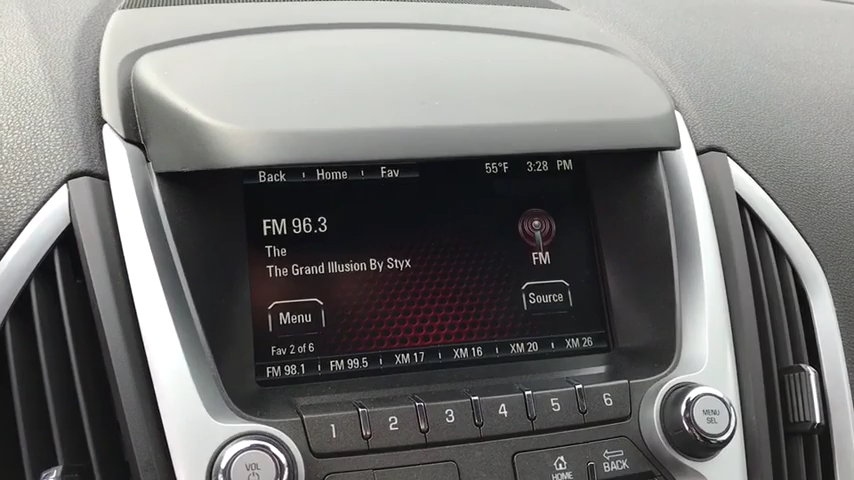 Back Home Fav 55°F 3:28 PM
FM 96.3
The
The Grand Illusion By Styx
FM
Menu
Source
Fav 2 of 6
FM 98.1 FM 99.5 XM 17 XM 16 XM 20 XM 26
1 2 3 4 5 6
MENU
SEL
VOL
HOME
BACK